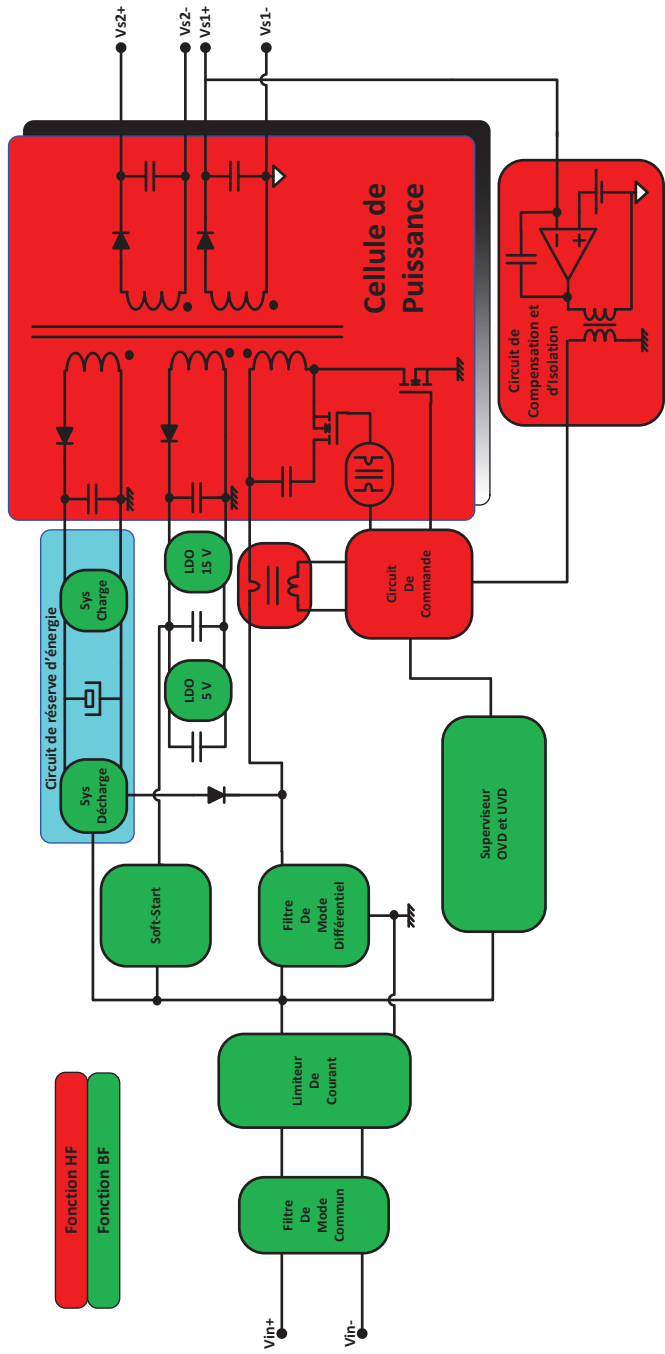 Fonction HF
Fonction BF
Vin+
Vin-
Filtre
De
Mode
Commun
Limiteur
De
Courant
Soft-Start
Filtre
De
Mode
Différentiel
Superviseur
OVD et UVD
Circuit de réserve d'énergie
Sys
Décharge
Sys
Charge
LDO
5 V
LDO
15 V
Circuit
De
Commande
Cellule de
Puissance
Circuit de
Compensation et
d'Isolation
Vs2+
Vs2-
Vs1+
Vs1-